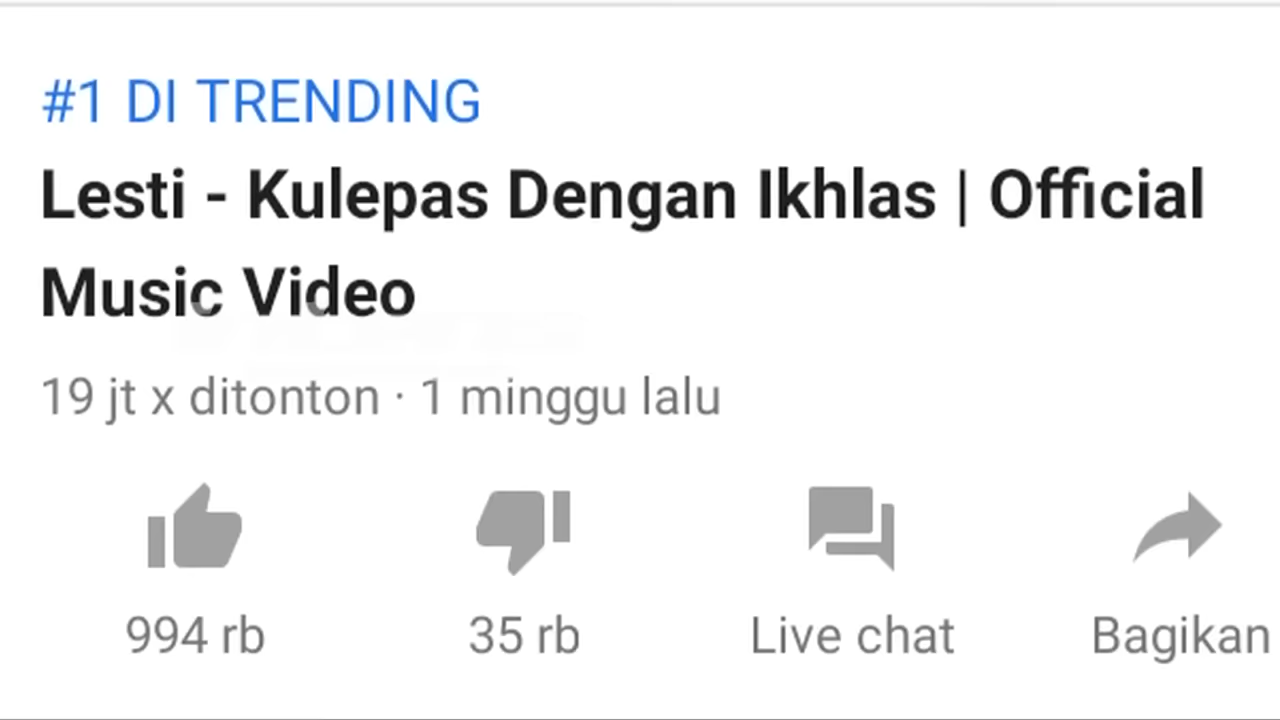 #1 DI TRENDING
Lesti - Kulepas Dengan Ikhlas | Official
Music Video
19 jt x ditonton · 1 minggu lalu
994 rb
35 rb
Live chat
Bagikan